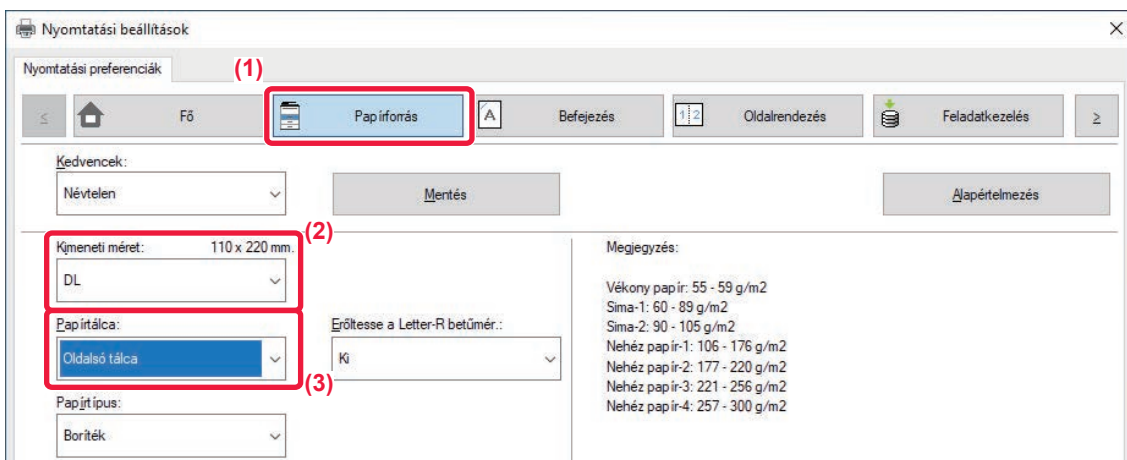 Nyomtatási beállítások
Nyomtatási preferenciák
(1)
≤ Fő Papírforrás Befejezés Oldalrendezés Feladatkezelés ≥
Kedvencek:
Névtelen Mentés Alapértelmezés
(2)
Kimeneti méret: 110 x 220 mm.
DL
Papírtálca: Erőltesse a Letter-R betűmér.:
Oldalsó tálca Ki
(3)
Papírtípus:
Boríték
Megjegyzés:
Vékony papír: 55 - 59 g/m2
Sima-1: 60 - 89 g/m2
Sima-2: 90 - 105 g/m2
Nehéz papír-1: 106 - 176 g/m2
Nehéz papír-2: 177 - 220 g/m2
Nehéz papír-3: 221 - 256 g/m2
Nehéz papír-4: 257 - 300 g/m2